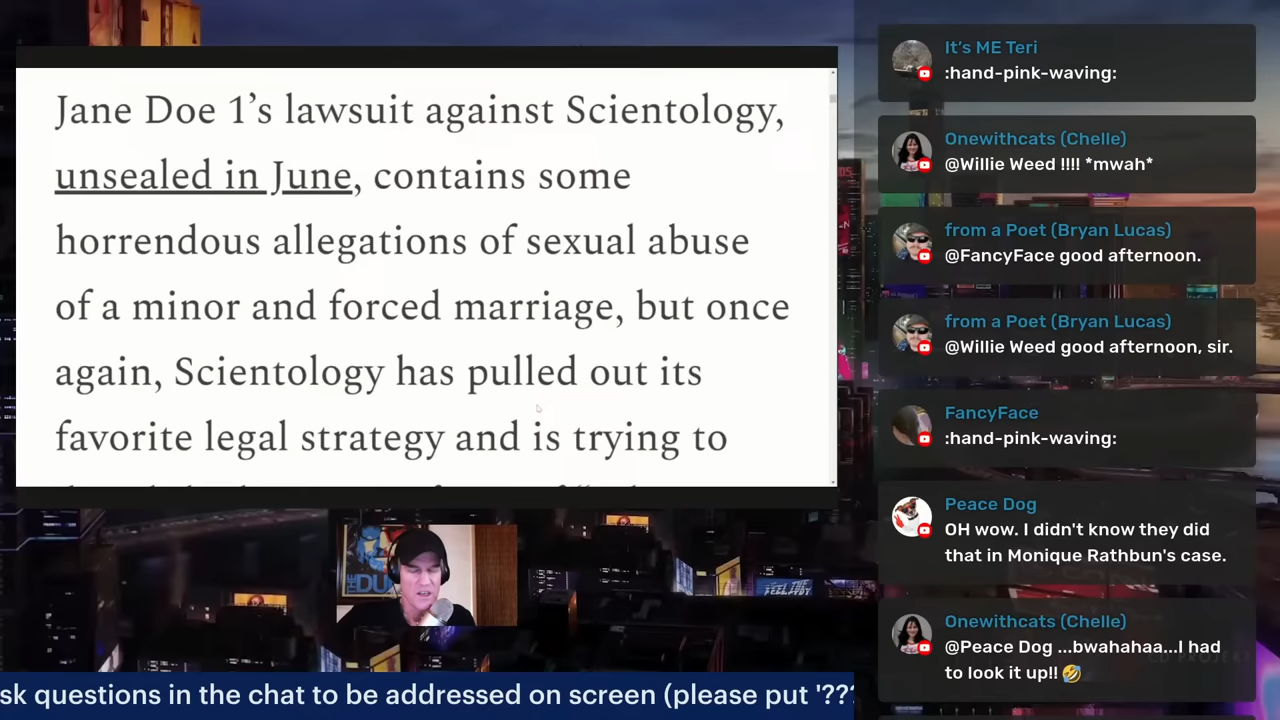 Jane Doe 1’s lawsuit against Scientology,
unsealed in June, contains some
horrendous allegations of sexual abuse
of a minor and forced marriage, but once
again, Scientology has pulled out its
favorite legal strategy and is trying to
It’s ME Teri
:hand-pink-waving:
Onewithcats (Chelle)
@Willie Weed !!!! *mwah*
from a Poet (Bryan Lucas)
@FancyFace good afternoon.
from a Poet (Bryan Lucas)
@Willie Weed good afternoon, sir.
FancyFace
:hand-pink-waving:
Peace Dog
OH wow. I didn't know they did
that in Monique Rathbun's case.
Onewithcats (Chelle)
@Peace Dog ...bwahahaa...I had
to look it up!! 🤣
THE
DU
FEEL THE
sk questions in the chat to be addressed on screen (please put '???